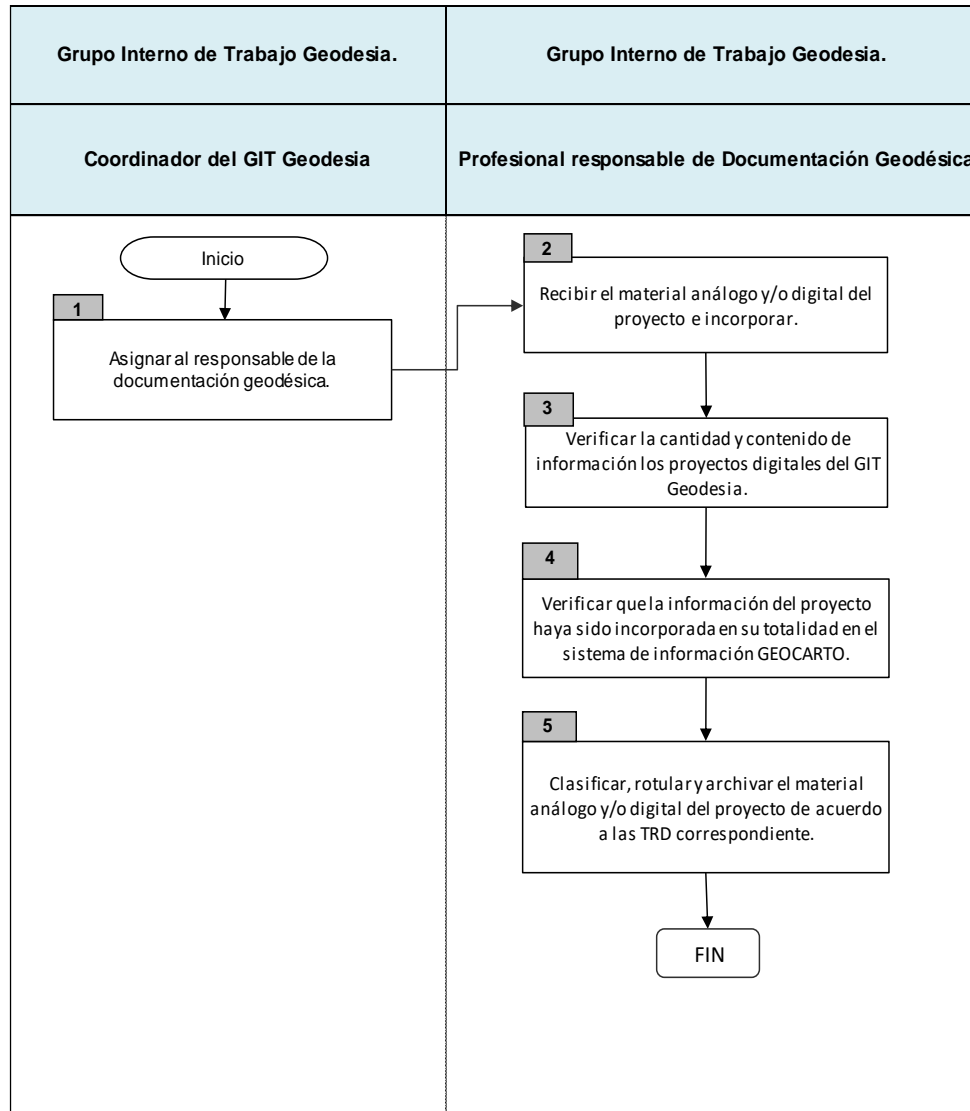 Grupo Interno de Trabajo Geodesia.
Grupo Interno de Trabajo Geodesia.
Coordinador del GIT Geodesia
Profesional responsable de Documentación Geodésica
Inicio
1
Asignar al responsable de la
documentación geodésica.
2
Recibir el material análogo y/o digital del
proyecto e incorporar.
3
Verificar la cantidad y contenido de
información los proyectos digitales del GIT
Geodesia.
4
Verificar que la información del proyecto
haya sido incorporada en su totalidad en el
sistema de información GEOCARTO.
5
Clasificar, rotular y archivar el material
análogo y/o digital del proyecto de acuerdo
a las TRD correspondiente.
FIN